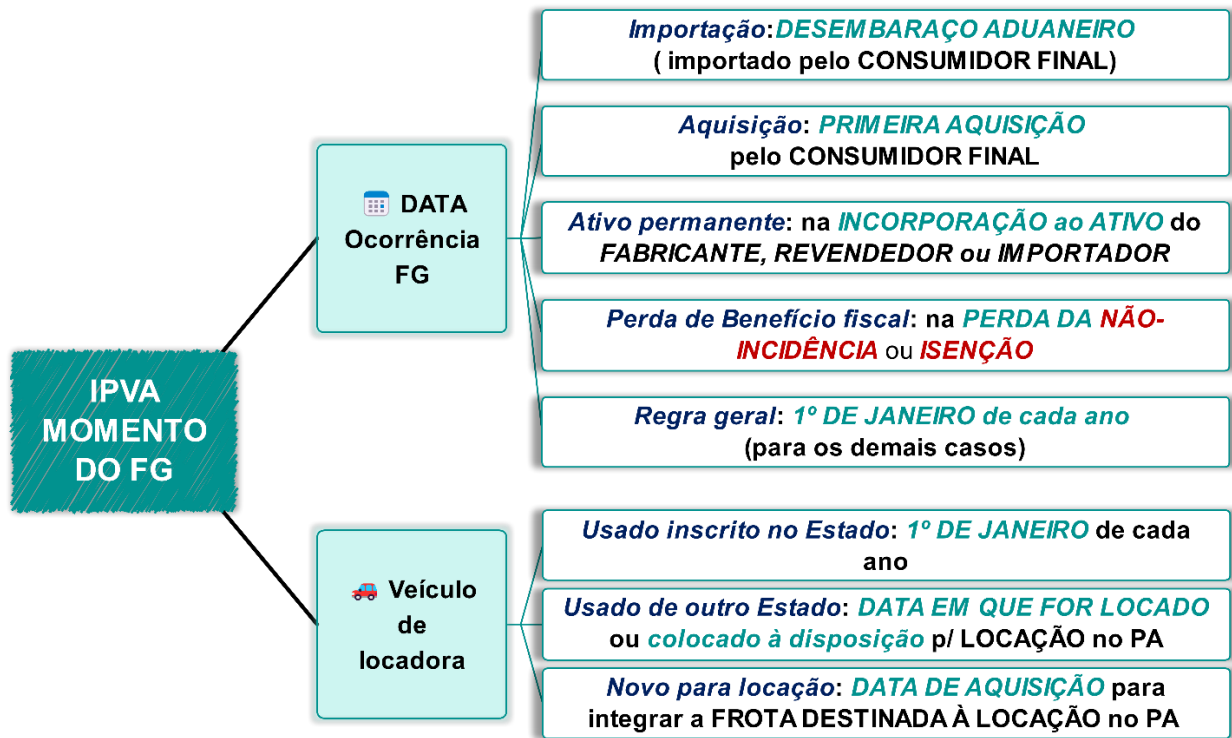 IPVA
MOMENTO
DO FG
DATA
Ocorrência
FG
Importação:DESEMBARAÇO ADUANEIRO
( importado pelo CONSUMIDOR FINAL)
Aquisição: PRIMEIRA AQUISIÇÃO
pelo CONSUMIDOR FINAL
Ativo permanente: na INCORPORAÇÃO ao ATIVO do
FABRICANTE, REVENDEDOR ou IMPORTADOR
Perda de Benefício fiscal: na PERDA DA NÃO-
INCIDÊNCIA ou ISENÇÃO
Regra geral: 1º DE JANEIRO de cada ano
(para os demais casos)
Veículo
de
locadora
Usado inscrito no Estado: 1º DE JANEIRO de cada
ano
Usado de outro Estado: DATA EM QUE FOR LOCADO
ou colocado à disposição p/ LOCAÇÃO no PA
Novo para locação: DATA DE AQUISIÇÃO para
integrar a FROTA DESTINADA À LOCAÇÃO no PA